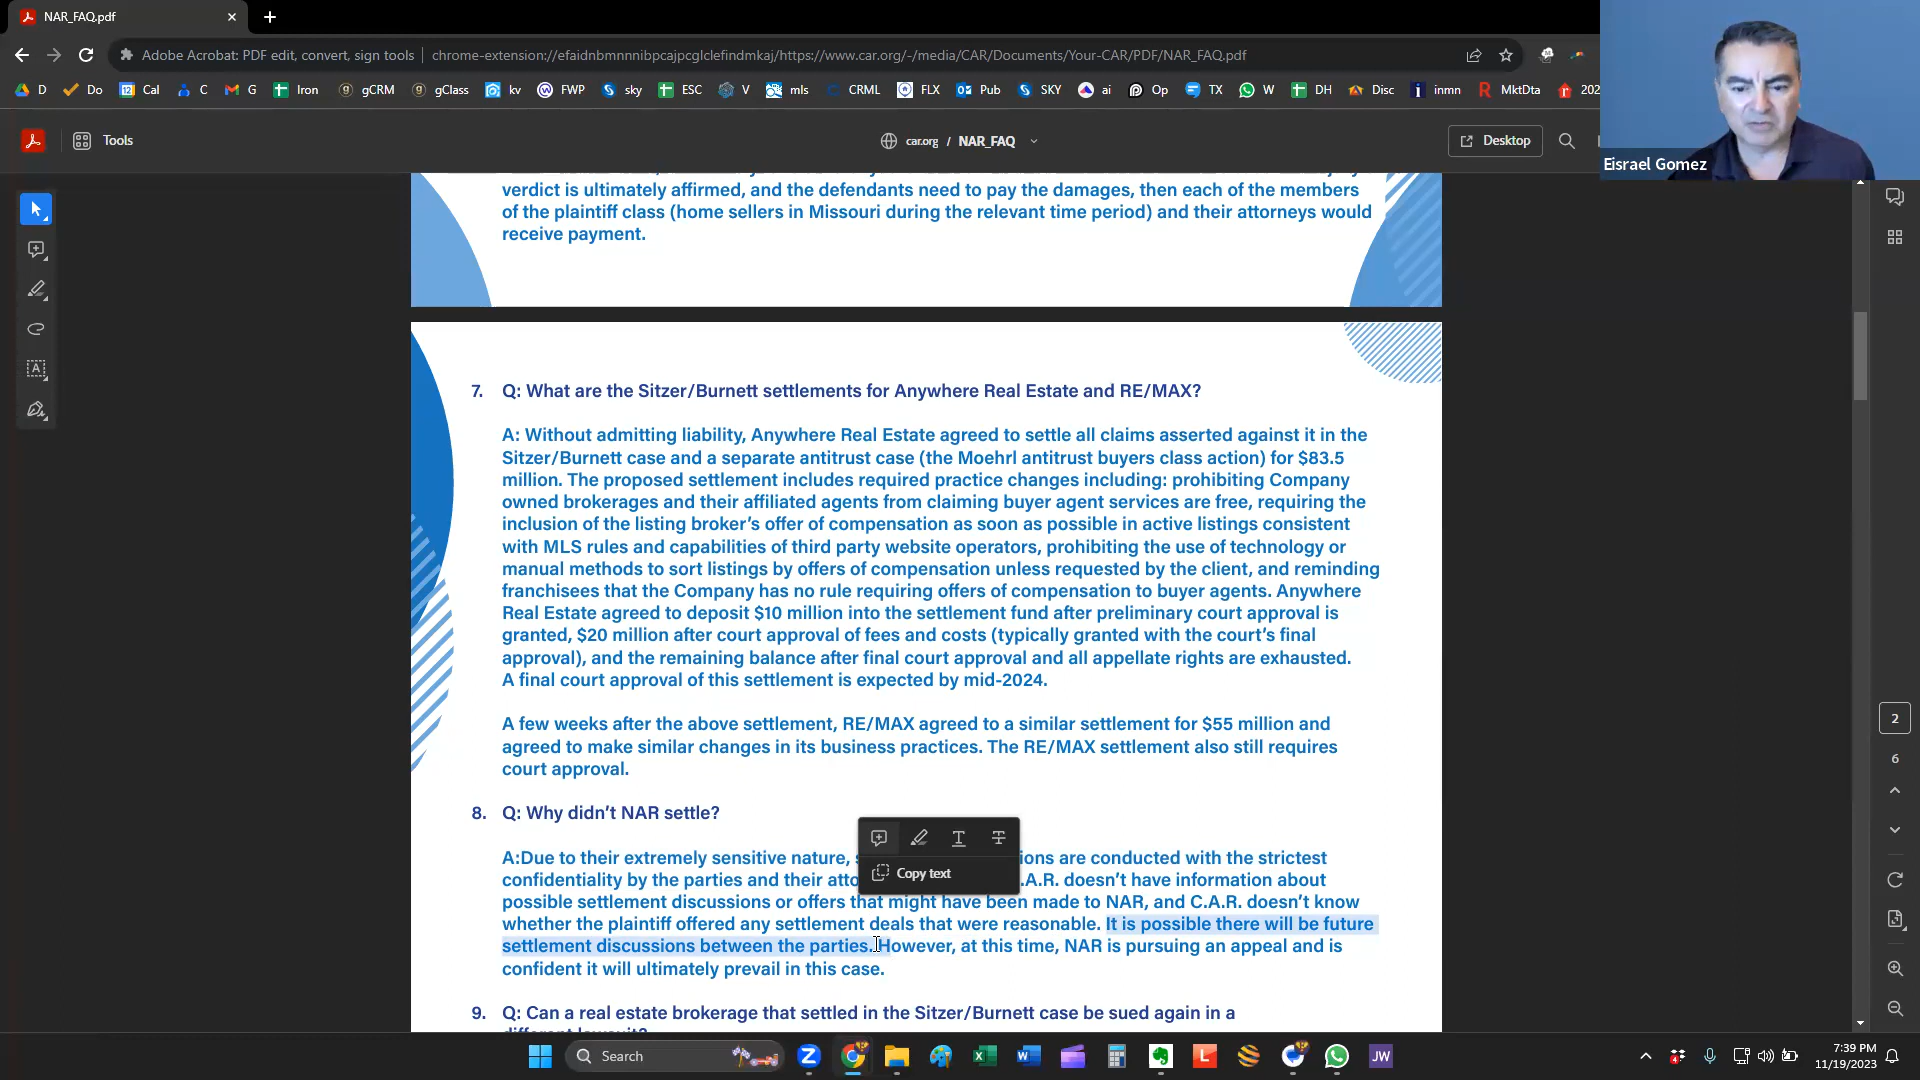 NAR_FAQ.pdf
Adobe Acrobat: PDF edit, convert, sign tools
chrome-extension://efaidnbmnnnibpcajpcglclefindmkaj/https://www.car.org/-/media/CAR/Documents/Your-CAR/PDF/NAR_FAQ.pdf
D Do Cal C G Iron gCRM gClass kv FWP sky ESC V mls CRML FLX Pub SKY ai Op TX W DH Disc inmn MktDta 202
Tools
car.org / NAR_FAQ
Desktop
Eisrael Gomez
verdict is ultimately affirmed, and the defendants need to pay the damages, then each of the members
of the plaintiff class (home sellers in Missouri during the relevant time period) and their attorneys would
receive payment.
7. Q: What are the Sitzer/Burnett settlements for Anywhere Real Estate and RE/MAX?
A: Without admitting liability, Anywhere Real Estate agreed to settle all claims asserted against it in the
Sitzer/Burnett case and a separate antitrust case (the Moehrl antitrust buyers class action) for $83.5
million. The proposed settlement includes required practice changes including: prohibiting Company
owned brokerages and their affiliated agents from claiming buyer agent services are free, requiring the
inclusion of the listing broker's offer of compensation as soon as possible in active listings consistent
with MLS rules and capabilities of third party website operators, prohibiting the use of technology or
manual methods to sort listings by offers of compensation unless requested by the client, and reminding
franchisees that the Company has no rule requiring offers of compensation to buyer agents. Anywhere
Real Estate agreed to deposit $10 million into the settlement fund after preliminary court approval is
granted, $20 million after court approval of fees and costs (typically granted with the court's final
approval), and the remaining balance after final court approval and all appellate rights are exhausted.
A final court approval of this settlement is expected by mid-2024.
A few weeks after the above settlement, RE/MAX agreed to a similar settlement for $55 million and
agreed to make similar changes in its business practices. The RE/MAX settlement also still requires
court approval.
8. Q: Why didn't NAR settle?
A:Due to their extremely sensitive nature, ions are conducted with the strictest
confidentiality by the parties and their atto .A.R. doesn't have information about
Copy text
possible settlement discussions or offers that might have been made to NAR, and C.A.R. doesn't know
whether the plaintiff offered any settlement deals that were reasonable. It is possible there will be future
settlement discussions between the parties. However, at this time, NAR is pursuing an appeal and is
confident it will ultimately prevail in this case.
9. Q: Can a real estate brokerage that settled in the Sitzer/Burnett case be sued again in a
2
6
Search
JW
7:39 PM
11/19/2023